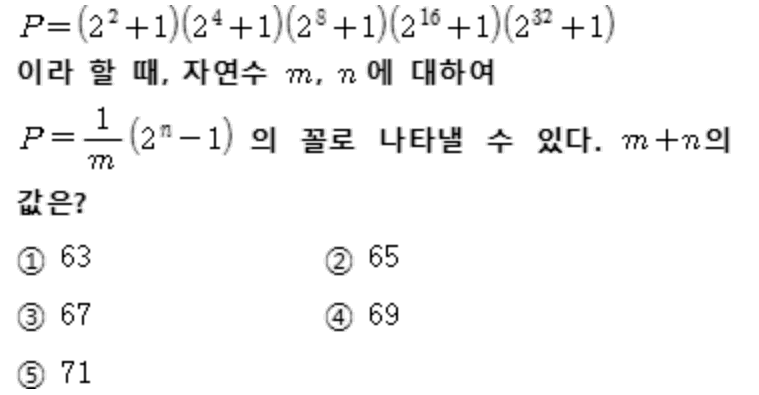 P=(2²+1)(2⁴+1)(2⁸+1)(2¹⁶+1)(2³²+1)
이라 할 때, 자연수 m, n에 대하여
P=1/m(2ⁿ-1) 의 꼴로 나타낼 수 있다. m+n의
값은?
① 63 ② 65
③ 67 ④ 69
⑤ 71